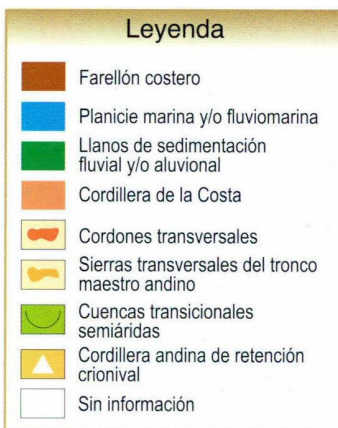 Leyenda
Farellón costero
Planicie marina y/o fluviomarina
Llanos de sedimentación
fluvial y/o aluvional
Cordillera de la Costa
Cordones transversales
Sierras transversales del tronco
maestro andino
Cuencas transicionales
semiáridas
Cordillera andina de retención
crionival
Sin información